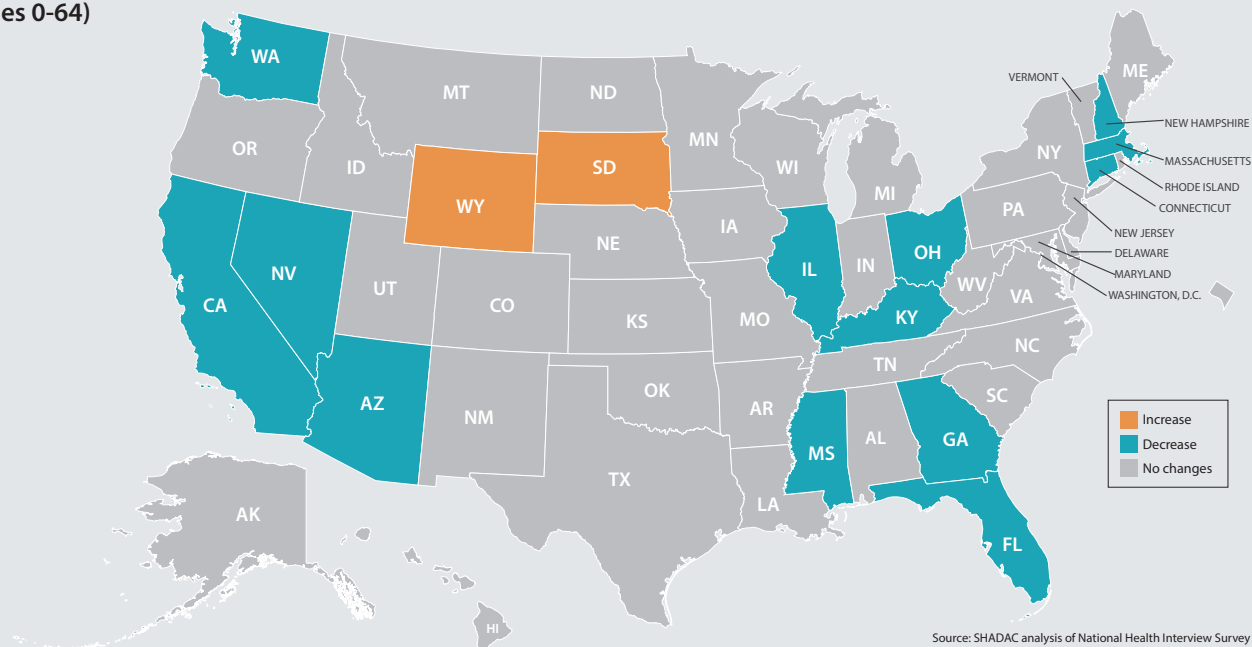 es 0-64)
WA
MT
ND
MN
ME
VERMONT
NEW HAMPSHIRE
OR
ID
SD
WI
MI
NY
MASSACHUSETTS
WY
RHODE ISLAND
CONNECTICUT
IA
PA
NEW JERSEY
NE
DELAWARE
NV
UT
IL
IN
OH
MARYLAND
WV
VA
WASHINGTON, D.C.
CA
CO
KS
MO
KY
NC
TN
AZ
NM
OK
AR
SC
MS
AL
GA
Increase
Decrease
No changes
TX
LA
AK
FL
HI
Source: SHADAC analysis of National Health Interview Survey